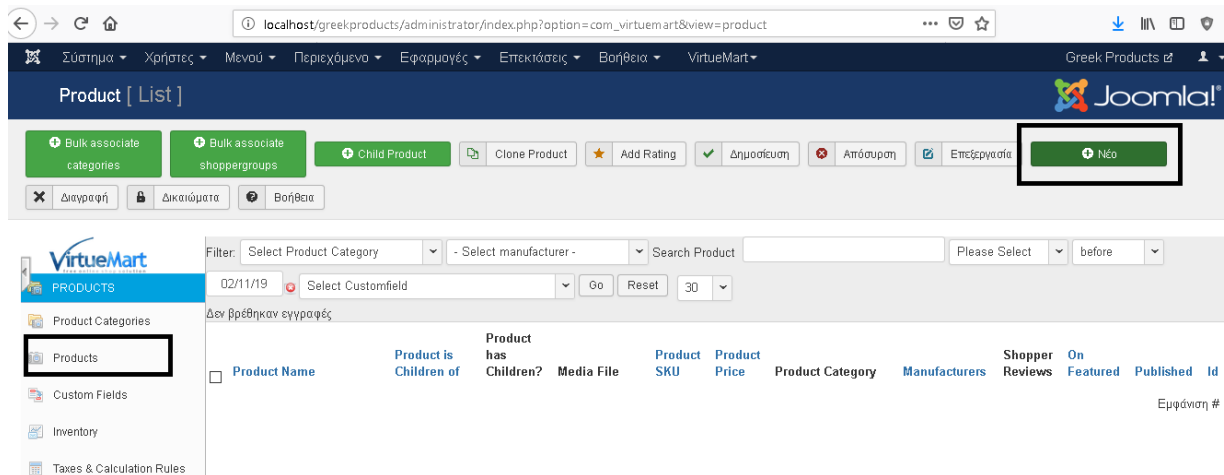 localhost/greekproducts/administrator/index.php?option=com_virtuemart&view=product
Σύστημα Χρήστες Μενού Περιεχόμενο Εφαρμογές Επεκτάσεις Βοήθεια VirtueMart Greek Products
Product [ List ] Joomla!
Bulk associate categories Bulk associate shoppergroups Child Product Clone Product Add Rating Δημοσίευση Απόσυρση Επεξεργασία Νέο
Διαγραφή Δικαιώματα Βοήθεια
VirtueMart
Filter: Select Product Category - Select manufacturer - Search Product Please Select before
PRODUCTS
02/11/19 Select Customfield Go Reset 30
Product Categories
Δεν βρέθηκαν εγγραφές
Products
Product Name Product is Children of Product has Children? Media File Product SKU Product Price Product Category Manufacturers Shopper Reviews On Featured Published Id
Custom Fields
Εμφάνιση #
Inventory
Taxes & Calculation Rules